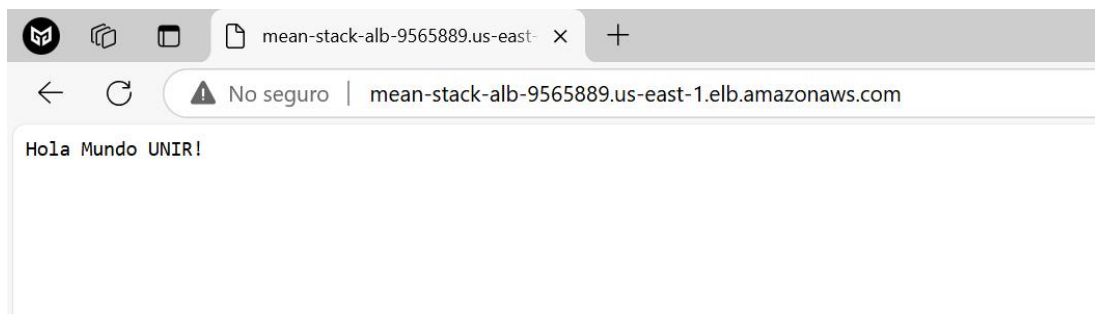 mean-stack-alb-9565889.us-east-
No seguro | mean-stack-alb-9565889.us-east-1.elb.amazonaws.com
Hola Mundo UNIR!